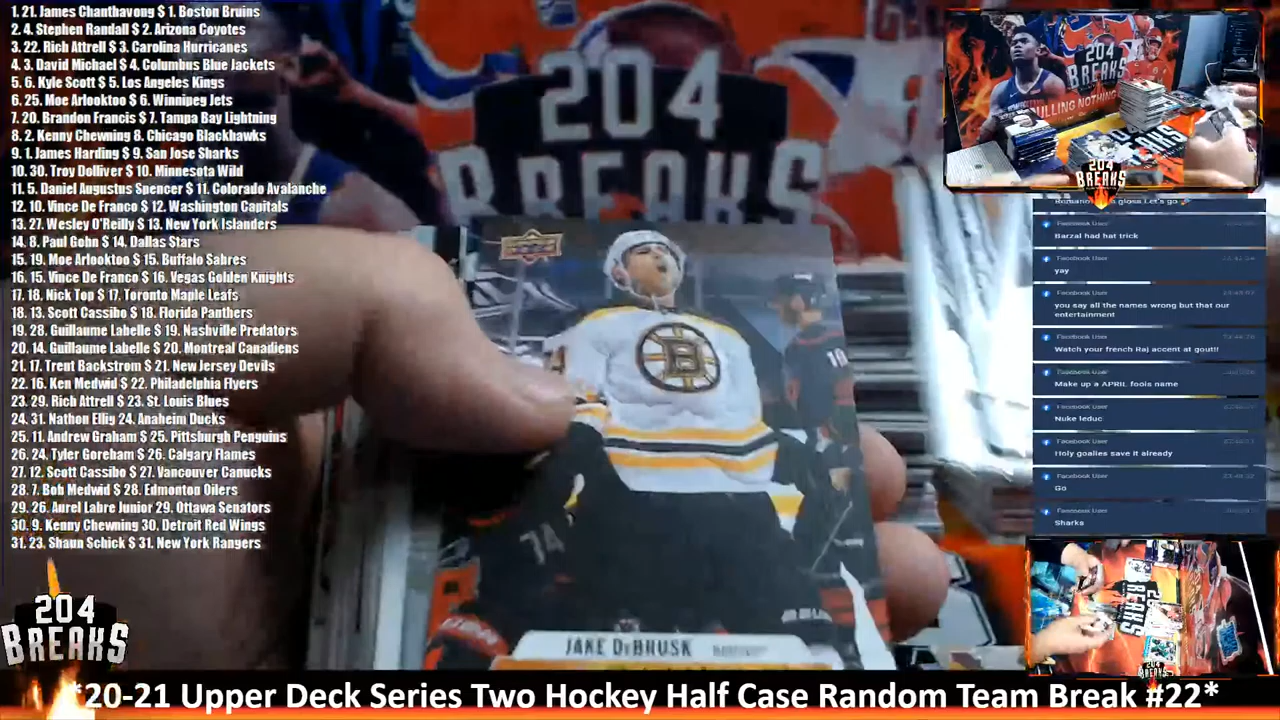 1. 21. James Chanthavong $ 1. Boston Bruins
2. 4. Stephen Randall $ 2. Arizona Coyotes
3. 22. Rich Attrell $ 3. Carolina Hurricanes
4. 3. David Michael $ 4. Columbus Blue Jackets
5. 6. Kyle Scott $ 5. Los Angeles Kings
6. 25. Moe Arlooktoo $ 6. Winnipeg Jets
7. 20. Brandon Francis $ 7. Tampa Bay Lightning
8. 2. Kenny Chewning 8. Chicago Blackhawks
9. 1. James Harding $ 9. San Jose Sharks
10. 30. Troy Dolliver $ 10. Minnesota Wild
11. 5. Daniel Augustus Spencer $ 11. Colorado Avalanche
12. 10. Vince De Franco $ 12. Washington Capitals
13. 27. Wesley O'Reilly $ 13. New York Islanders
14. 8. Paul Gohn $ 14. Dallas Stars
15. 19. Moe Arlooktoo $ 15. Buffalo Sabres
16. 15. Vince De Franco $ 16. Vegas Golden Knights
17. 18. Nick Top $ 17. Toronto Maple Leafs
18. 13. Scott Cassibo $ 18. Florida Panthers
19. 28. Guillaume Labelle $ 19. Nashville Predators
20. 14. Guillaume Labelle $ 20. Montreal Canadiens
21. 17. Trent Backstrom $ 21. New Jersey Devils
22. 16. Ken Medwid $ 22. Philadelphia Flyers
23. 29. Rich Attrell $ 23. St. Louis Blues
24. 31. Nathon Ellig 24. Anaheim Ducks
25. 11. Andrew Graham $ 25. Pittsburgh Penguins
26. 24. Tyler Goreham $ 26. Calgary Flames
27. 12. Scott Cassibo $ 27. Vancouver Canucks
28. 7. Bob Medwid $ 28. Edmonton Oilers
29. 26. Aurel Labre Junior 29. Ottawa Senators
30. 9. Kenny Chewning 30. Detroit Red Wings
31. 23. Shaun Schick $ 31. New York Rangers
204
BREAKS
204
BREAKS
B
74
10
JAKE DeBRUSK
204
BREAKS
PULLING NOTHING
204
BREAKS
gloss Let's go
Facebook User
Barzal had hat trick
Facebook User
yay
Facebook User
you say all the names wrong but that our
entertainment
Facebook User
Watch your french Raj accent at gout!!
Facebook User
Make up a APRIL fools name
Facebook User
Nuke leduc
Facebook User
Holy goalies save it already
Facebook User
Go
Facebook User
Sharks
204
BREAKS
204
BREAKS
*20-21 Upper Deck Series Two Hockey Half Case Random Team Break #22*